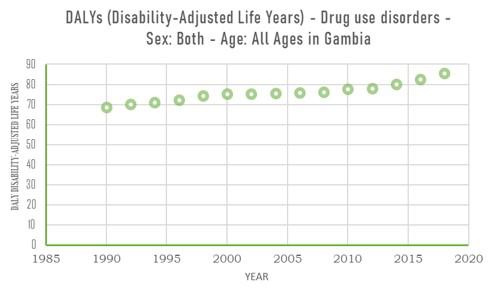 DALYs (Disability-Adjusted Life Years) - Drug use disorders -
Sex: Both - Age: All Ages in Gambia
DALY DISABILITY-ADJUSTED LIFE YEARS
90
80
70
60
50
40
30
20
10
0
1985 1990 1995 2000 2005 2010 2015 2020
YEAR